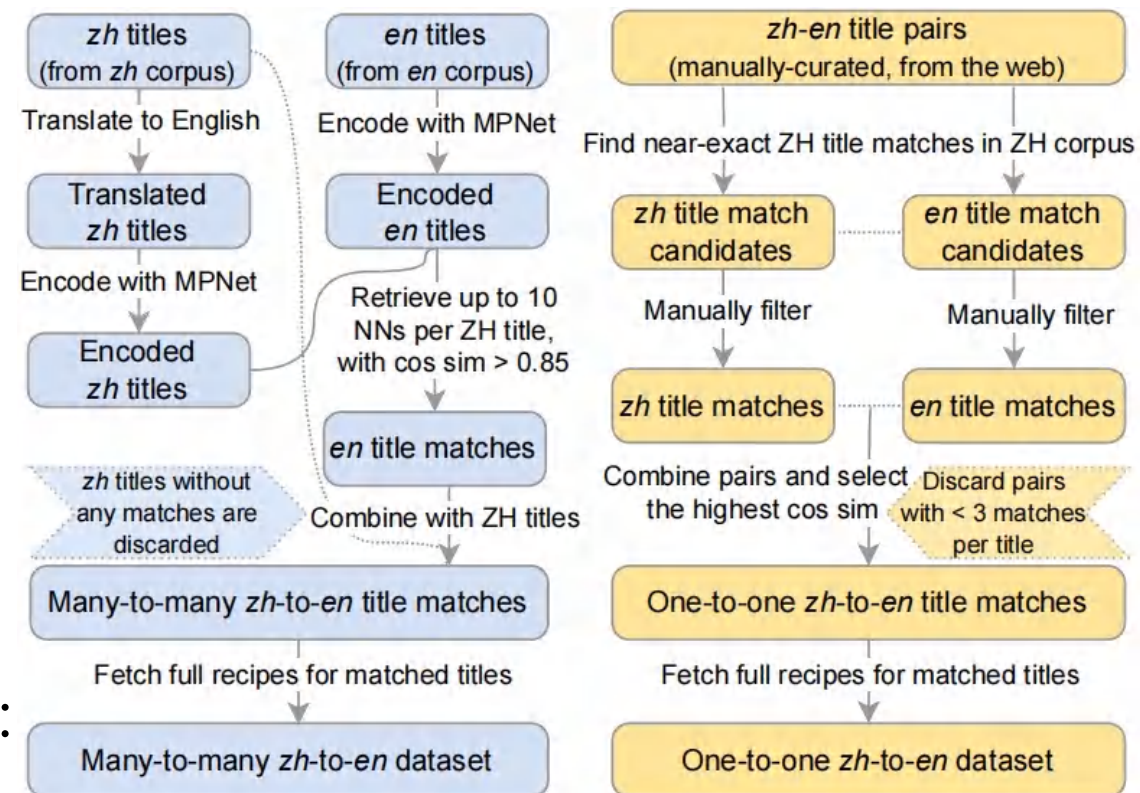 zh titles
(from zh corpus)
Translate to English
Translated
zh titles
Encode with MPNet
Encoded
zh titles
en titles
(from en corpus)
Encode with MPNet
Encoded
en titles
Retrieve up to 10
NNs per ZH title,
with cos sim > 0.85
en title matches
zh titles without
any matches are
discarded
Combine with ZH titles
Many-to-many zh-to-en title matches
Fetch full recipes for matched titles
Many-to-many zh-to-en dataset
zh-en title pairs
(manually-curated, from the web)
Find near-exact ZH title matches in ZH corpus
zh title match
candidates
en title match
candidates
Manually filter
Manually filter
zh title matches
en title matches
Combine pairs and select
the highest cos sim
Discard pairs
with < 3 matches
per title
One-to-one zh-to-en title matches
Fetch full recipes for matched titles
One-to-one zh-to-en dataset